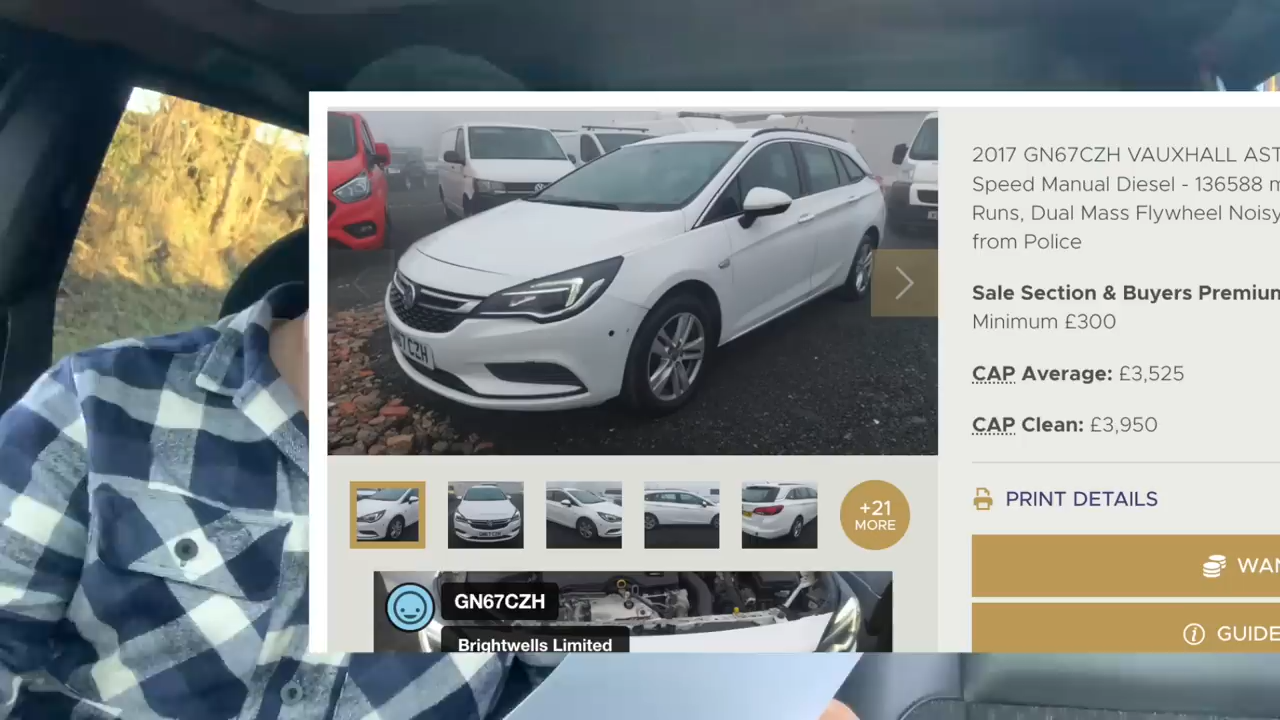 2017 GN67CZH VAUXHALL AST
Speed Manual Diesel - 136588 m
Runs, Dual Mass Flywheel Noisy
from Police
Sale Section & Buyers Premium
Minimum £300
CAP Average: £3,525
CAP Clean: £3,950
67 CZH
+21
MORE
PRINT DETAILS
WAN
GUIDE
GN67CZH
Brightwells Limited